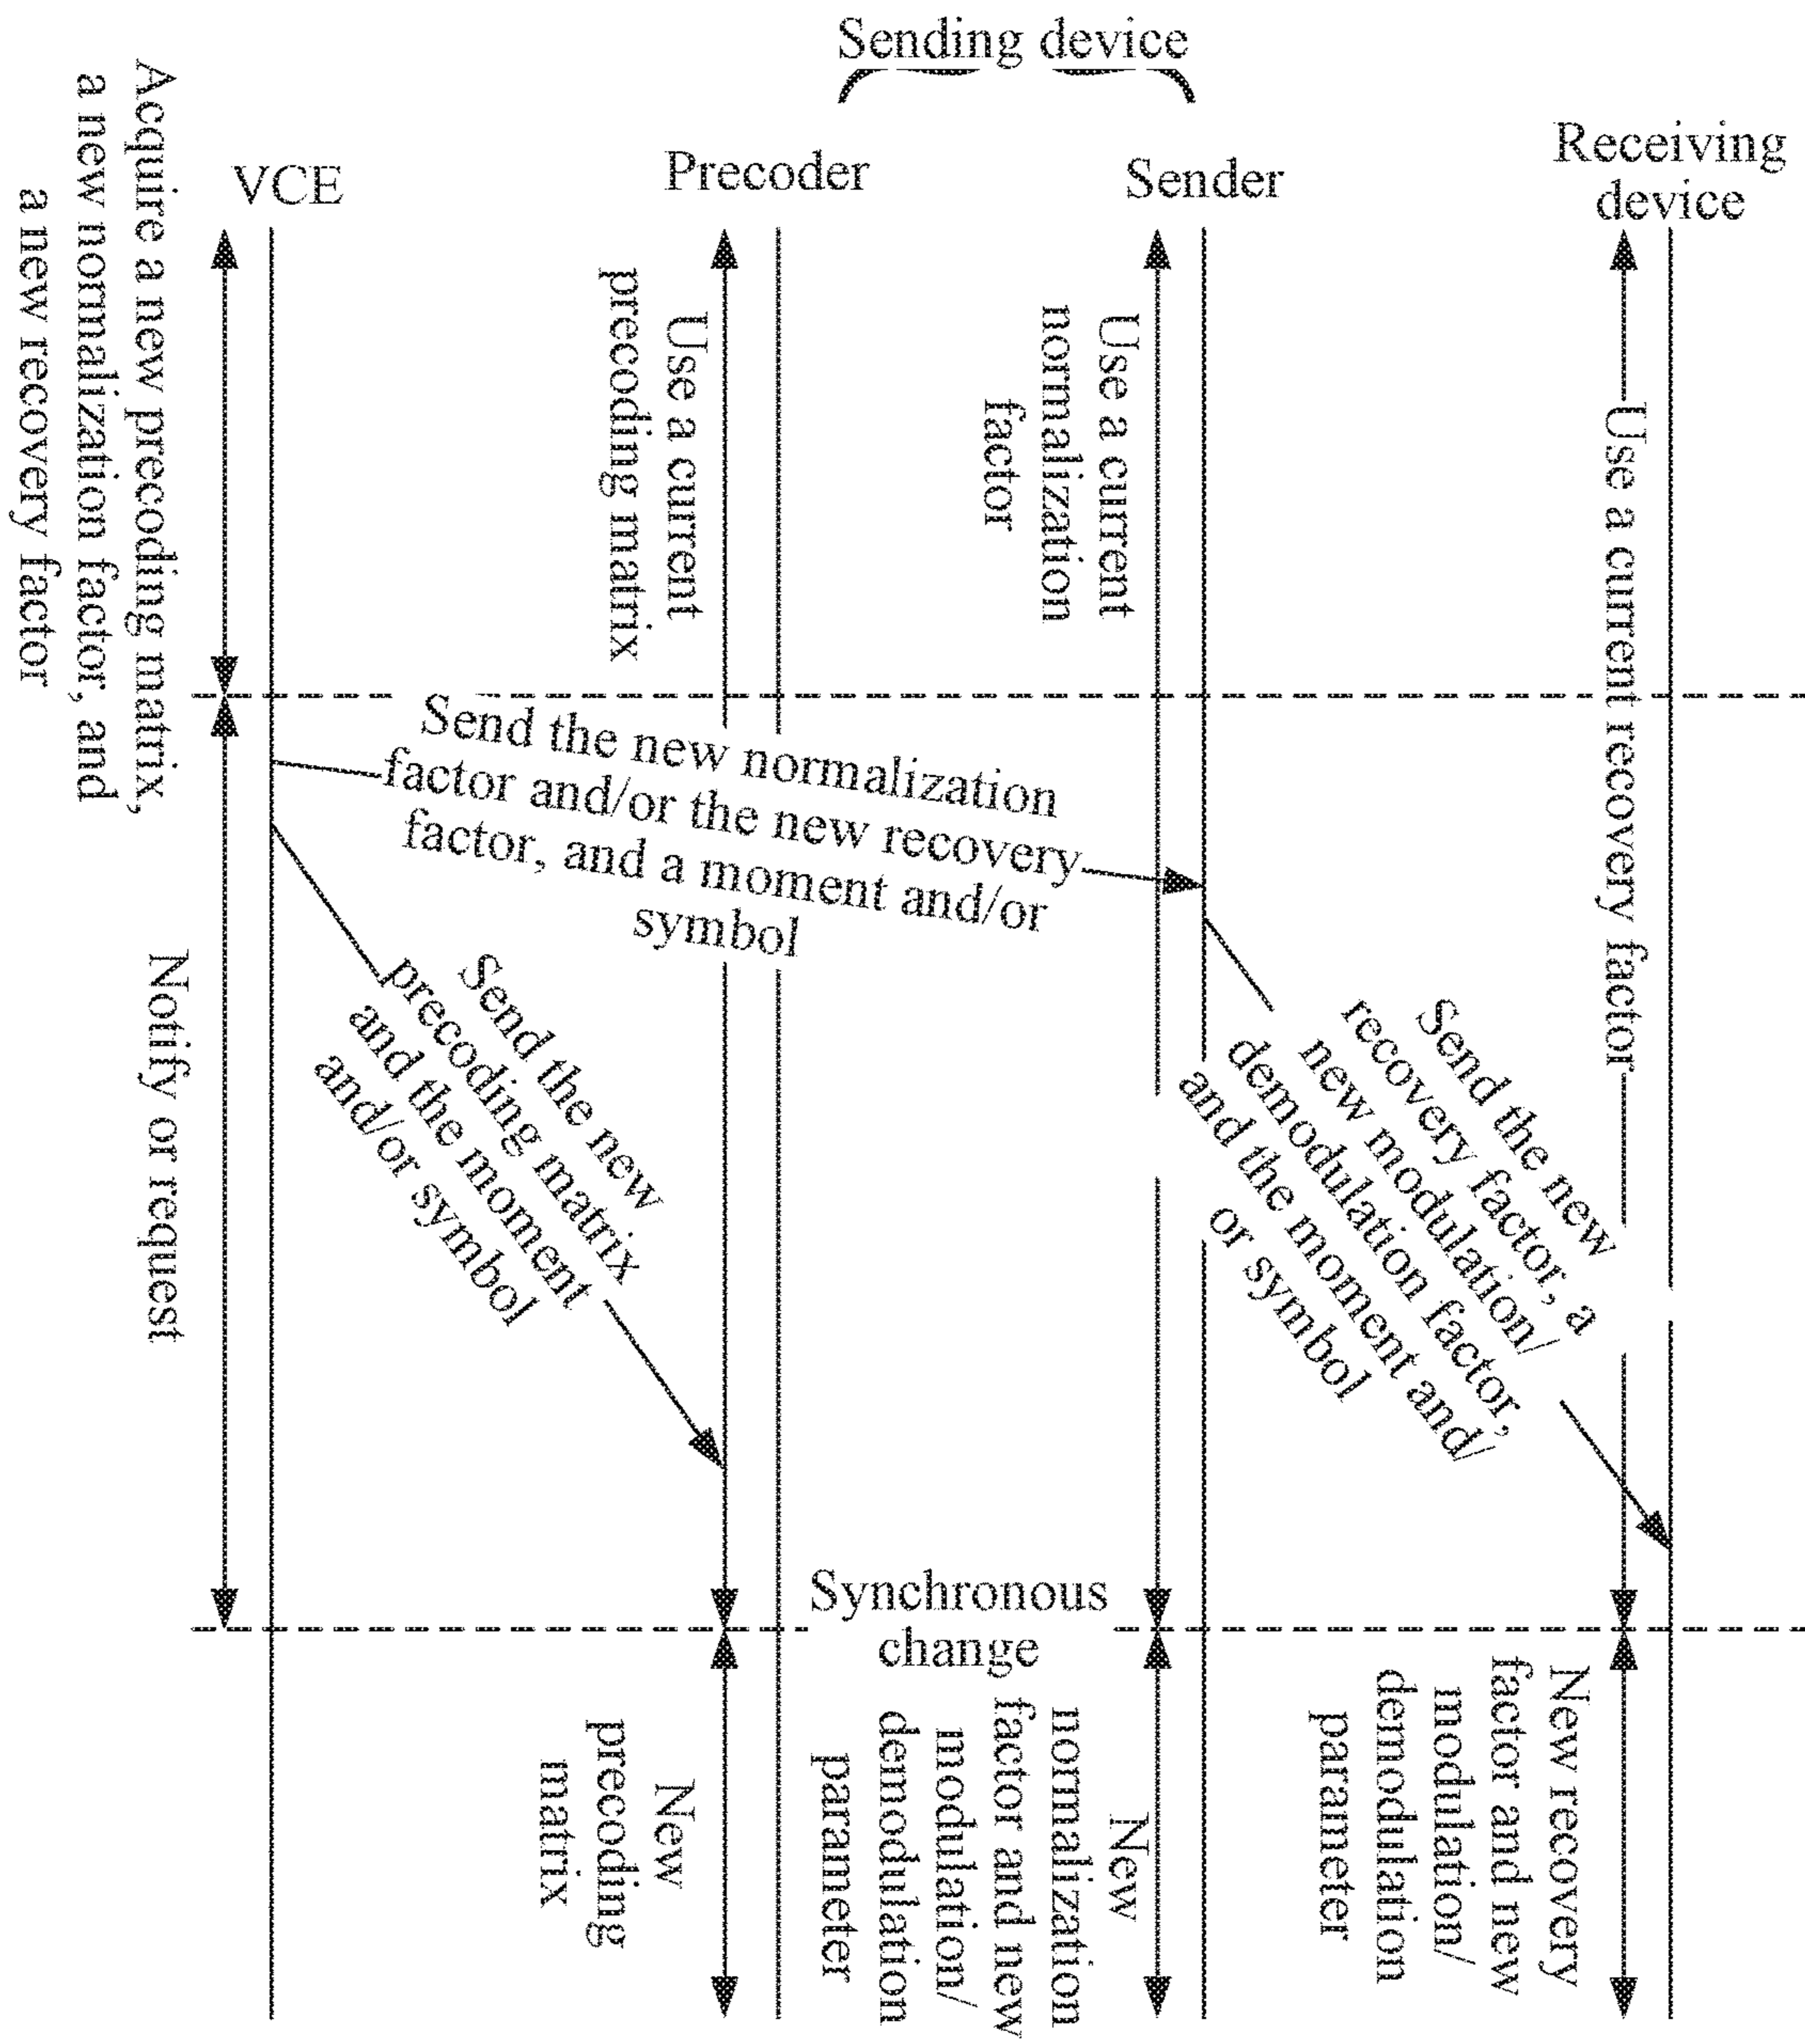 Sending device
VCE
Precoder
Sender
Receiving
device
Acquire a new precoding matrix,
a new normalization factor, and
a new recovery factor
Use a current
precoding matrix
Use a current
normalization
factor
Use a current recovery factor
Send the new normalization
factor and/or the new recovery
factor, and a moment and/or
symbol
Notify or request
Send the new
precoding matrix
and the moment
and/or symbol
Send the new
recovery factor, a
new modulation/
demodulation factor,
and the moment and/
or symbol
Synchronous
change
New
precoding
matrix
New
normalization
factor and new
modulation/
demodulation
parameter
New recovery
factor and new
modulation/
demodulation
parameter